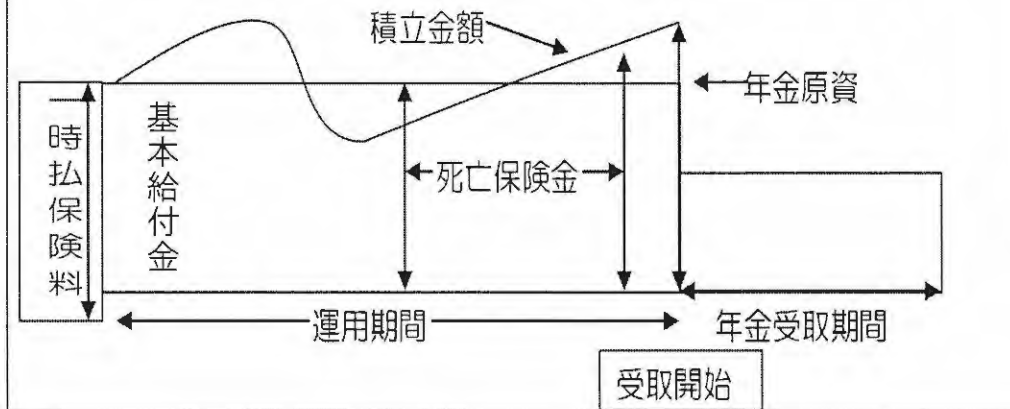 積立金額
年金原資
一時払保険料
基本給付金
死亡保険金
運用期間
年金受取期間
受取開始